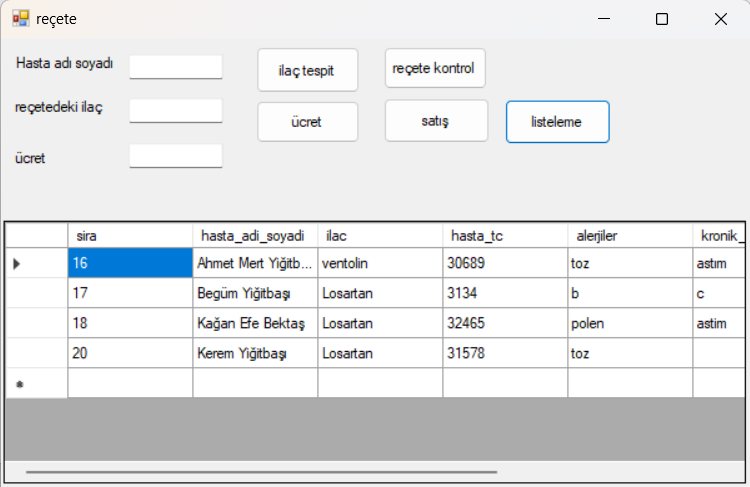 reçete
Hasta adı soyadı
ilaç tespit
reçete kontrol
reçetedeki ilaç
ücret
satış
listeleme
ücret
sira hasta_adi_soyadi ilac hasta_tc alerjiler kronik_
16 Ahmet Mert Yiğitb... ventolin 30689 toz astım
17 Begüm Yiğitbaşı Losartan 3134 b c
18 Kağan Efe Bektaş Losartan 32465 polen astim
20 Kerem Yiğitbaşı Losartan 31578 toz